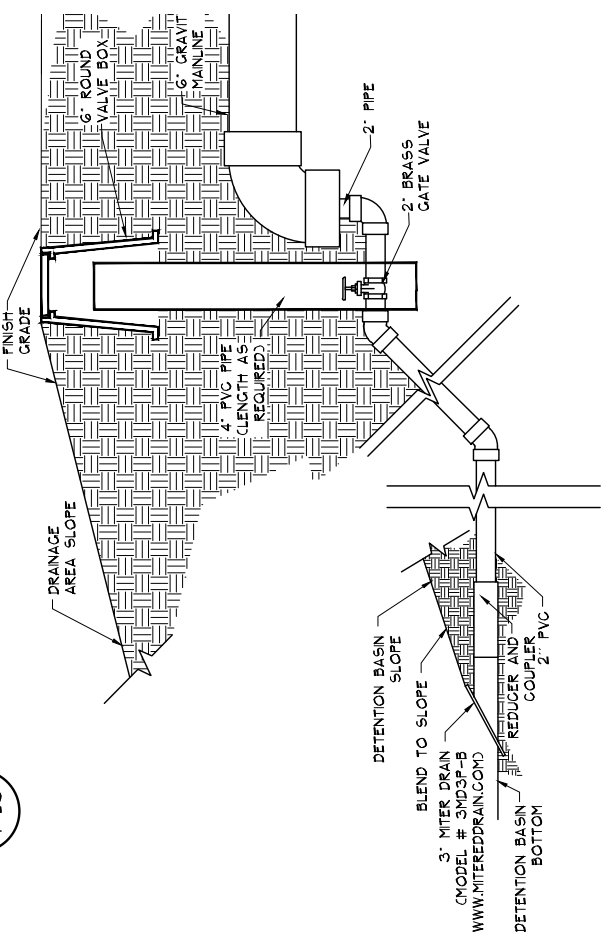 FINISH
GRADE
6" ROUND
VALVE BOX
MAINLINE
2" PIPE
2" BRASS
GATE VALVE
4" PVC PIPE
(LENGTH AS
REQUIRED)
DRAINAGE
AREA SLOPE
DETENTION BASIN
SLOPE
BLEND TO SLOPE
3" MITER DRAIN
(MODEL # 3MD3P-B
WWW.MITEREDDRAIN.COM)
REDUCER AND
COUPLER
2" PVC
DETENTION BASIN
BOTTOM